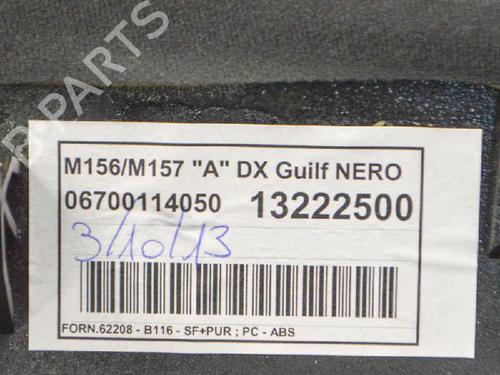 B-PARTS
M156/M157 "A" DX Guilf NERO
06700114050 13222500
3/10/13
FORN.62208 - B116 - SF+PUR ; PC - ABS